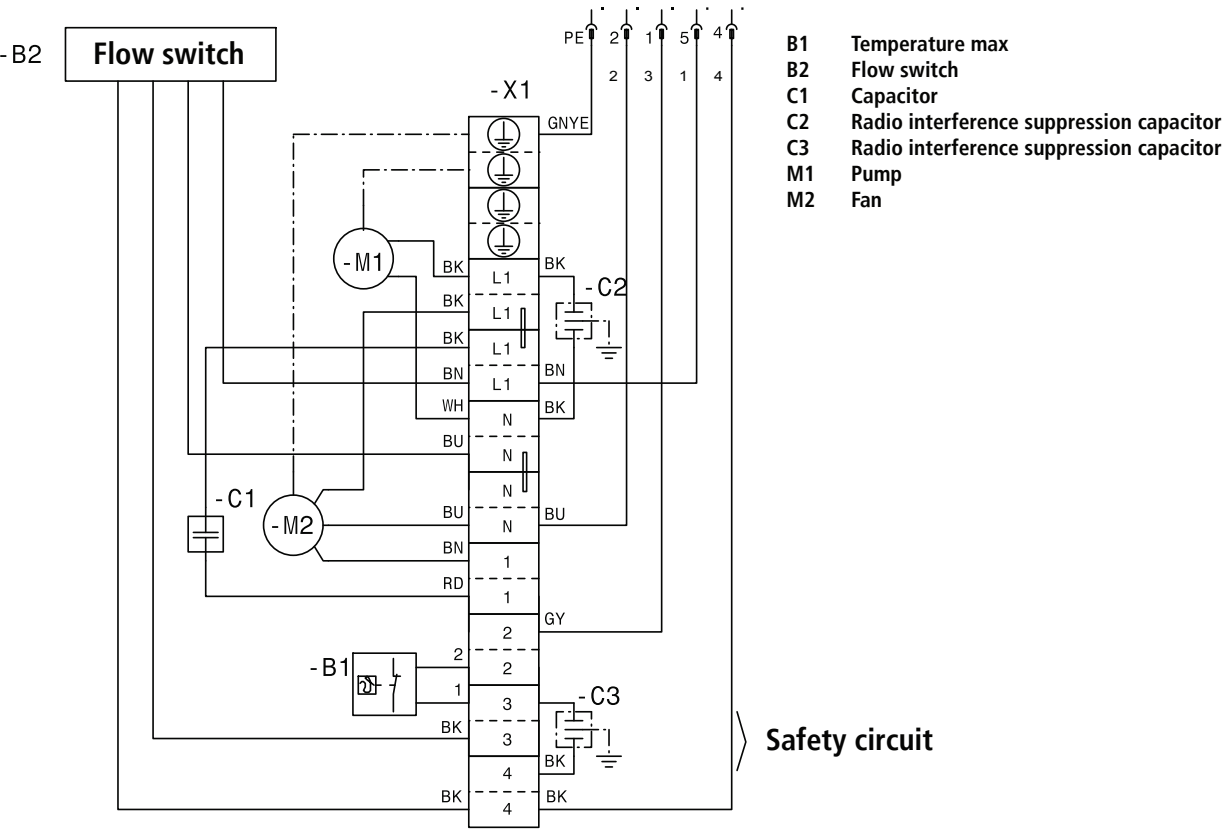 -B2 Flow switch
PE 2 1 5 4
2 3 1 4
B1 Temperature max
B2 Flow switch
C1 Capacitor
C2 Radio interference suppression capacitor
C3 Radio interference suppression capacitor
M1 Pump
M2 Fan
-X1
GNYE
-M1
BK L1 BK
-C2
BK L1
BK L1
BN L1 BN
WH N BK
BU N
N
-C1
-M2
BU N BU
BN 1
RD 1
GY
2
-B1
2 2
1 3
-C3
BK 3
4 BK
BK 4 BK
Safety circuit